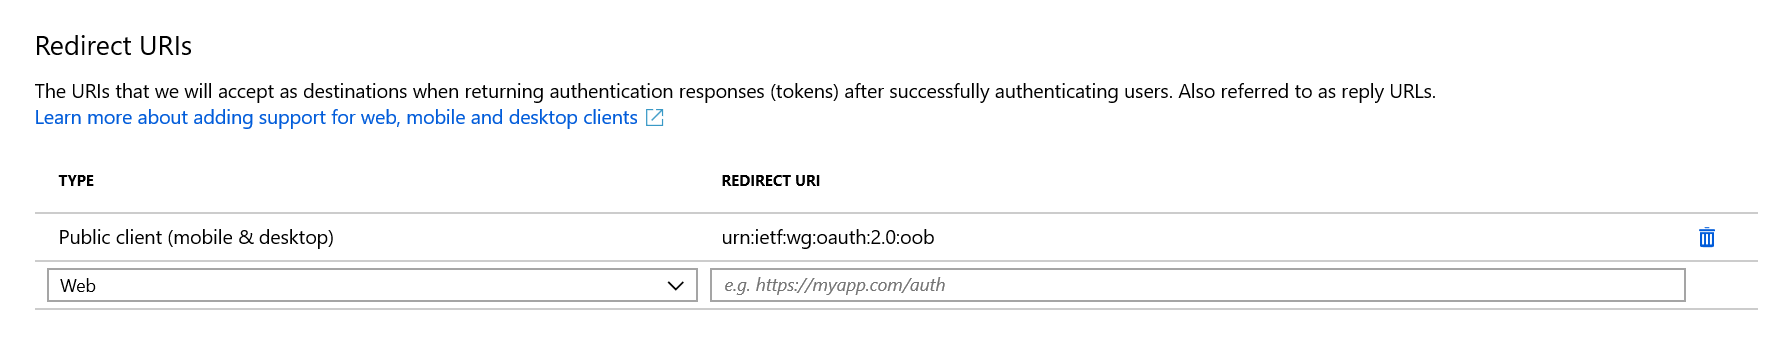 Redirect URIs
The URIs that we will accept as destinations when returning authentication responses (tokens) after successfully authenticating users. Also referred to as reply URLs.
Learn more about adding support for web, mobile and desktop clients
TYPE REDIRECT URI
Public client (mobile & desktop) urn:ietf:wg:oauth:2.0:oob
Web e.g. https://myapp.com/auth